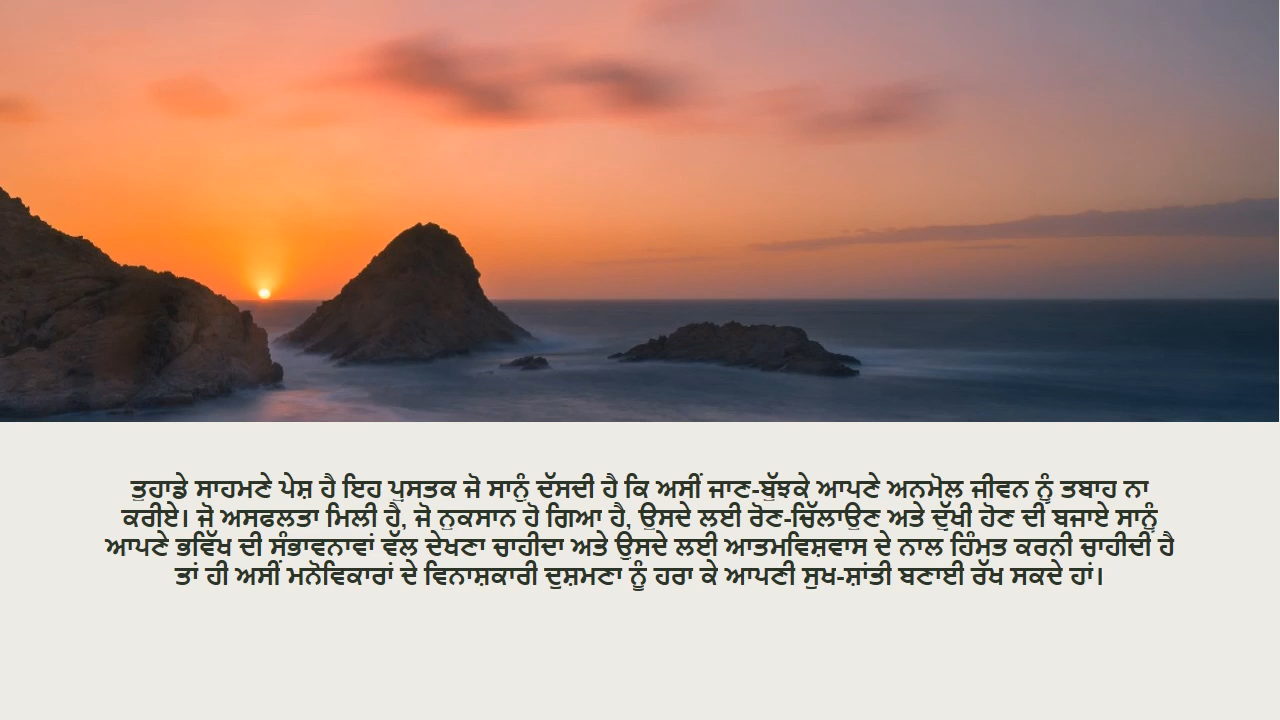 ਤੁਹਾਡੇ ਸਾਹਮਣੇ ਪੇਸ਼ ਹੈ ਇਹ ਪੁਸਤਕ ਜੋ ਸਾਨੂੰ ਦੱਸਦੀ ਹੈ ਕਿ ਅਸੀਂ ਜਾਣ-ਬੁੱਝਕੇ ਆਪਣੇ ਅਨਮੋਲ ਜੀਵਨ ਨੂੰ ਤਬਾਹ ਨਾ
ਕਰੀਏ। ਜੋ ਅਸਫਲਤਾ ਮਿਲੀ ਹੈ, ਜੋ ਨੁਕਸਾਨ ਹੋ ਗਿਆ ਹੈ, ਉਸਦੇ ਲਈ ਰੋਣ-ਚਿੱਲਾਉਣ ਅਤੇ ਦੁੱਖੀ ਹੋਣ ਦੀ ਬਜਾਏ ਸਾਨੂੰ
ਆਪਣੇ ਭਵਿੱਖ ਦੀ ਸੰਭਾਵਨਾਵਾਂ ਵੱਲ ਦੇਖਣਾ ਚਾਹੀਦਾ ਅਤੇ ਉਸਦੇ ਲਈ ਆਤਮਵਿਸ਼ਵਾਸ ਦੇ ਨਾਲ ਹਿੰਮਤ ਕਰਨੀ ਚਾਹੀਦੀ ਹੈ
ਤਾਂ ਹੀ ਅਸੀਂ ਮਨੋਵਿਕਾਰਾਂ ਦੇ ਵਿਨਾਸ਼ਕਾਰੀ ਦੁਸ਼ਮਣਾ ਨੂੰ ਹਰਾ ਕੇ ਆਪਣੀ ਸੁਖ-ਸ਼ਾਂਤੀ ਬਣਾਈ ਰੱਖ ਸਕਦੇ ਹਾਂ।